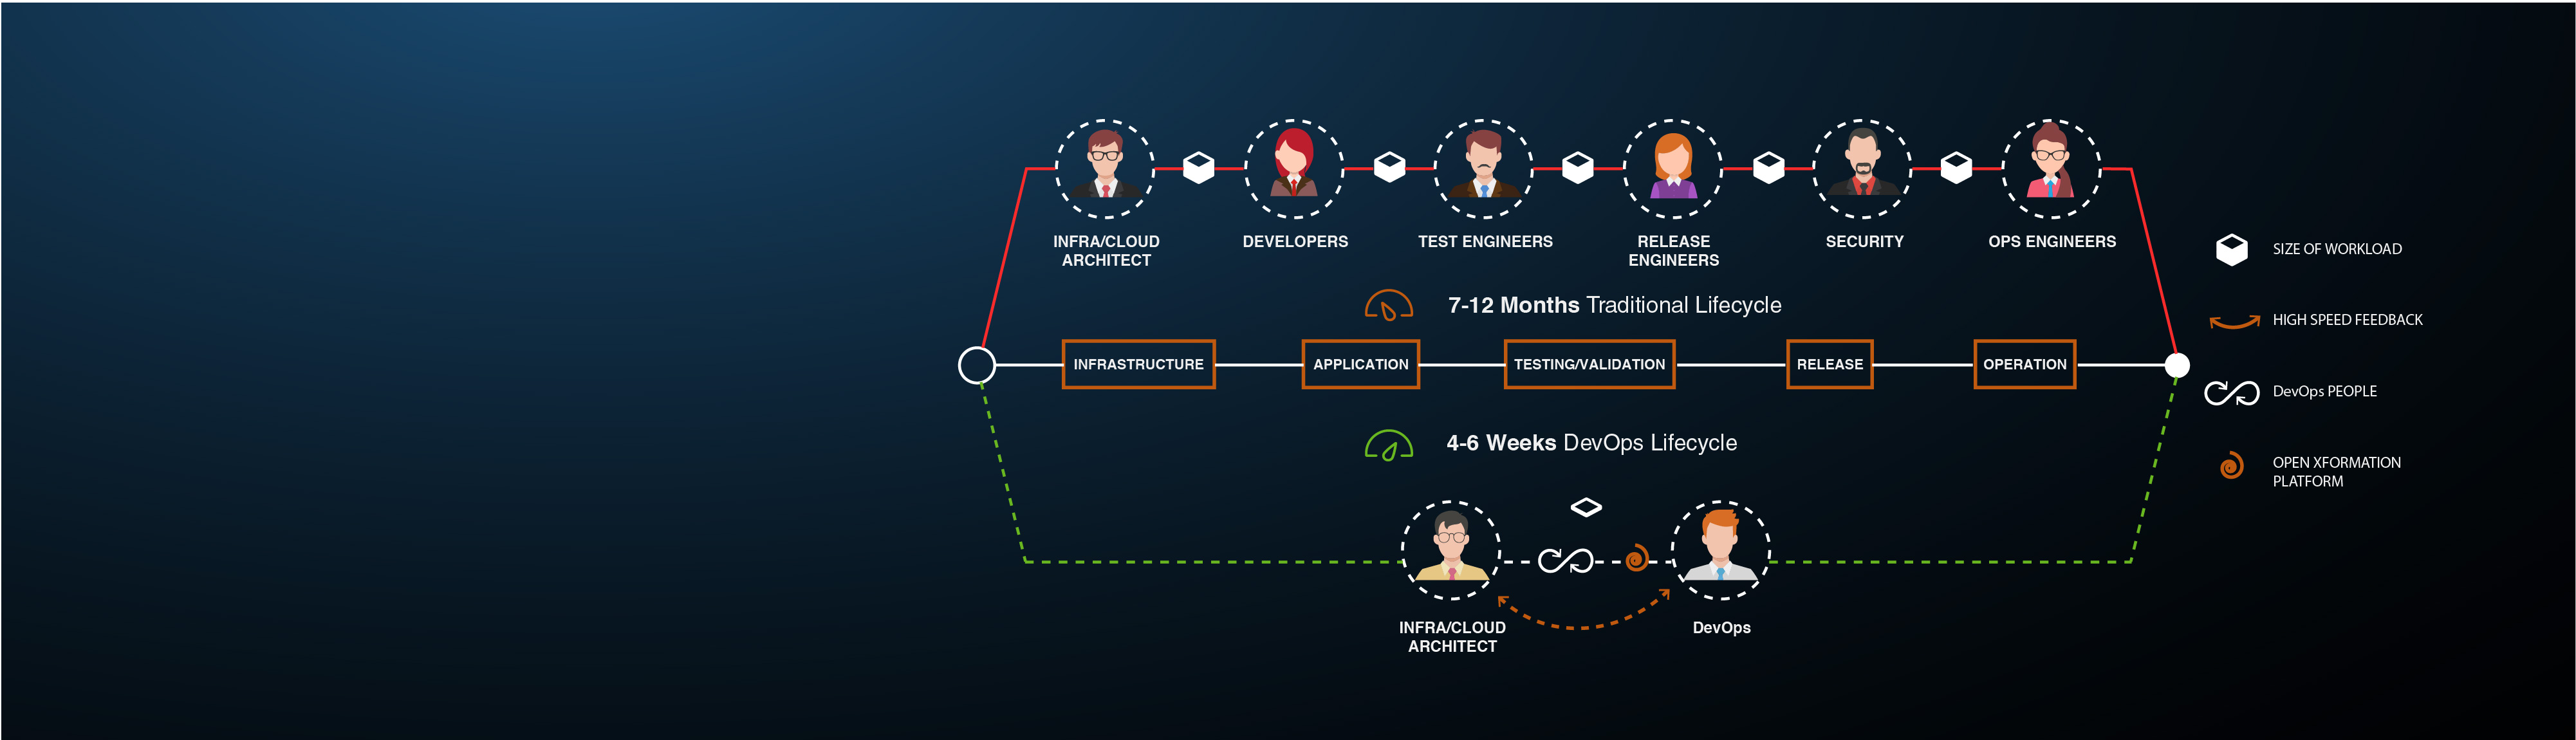 INFRA/CLOUD
ARCHITECT
DEVELOPERS
TEST ENGINEERS
RELEASE
ENGINEERS
SECURITY
OPS ENGINEERS
7-12 Months Traditional Lifecycle
INFRASTRUCTURE
APPLICATION
TESTING/VALIDATION
RELEASE
OPERATION
4-6 Weeks DevOps Lifecycle
INFRA/CLOUD
ARCHITECT
DevOps
SIZE OF WORKLOAD
HIGH SPEED FEEDBACK
DevOps PEOPLE
OPEN XFORMATION
PLATFORM